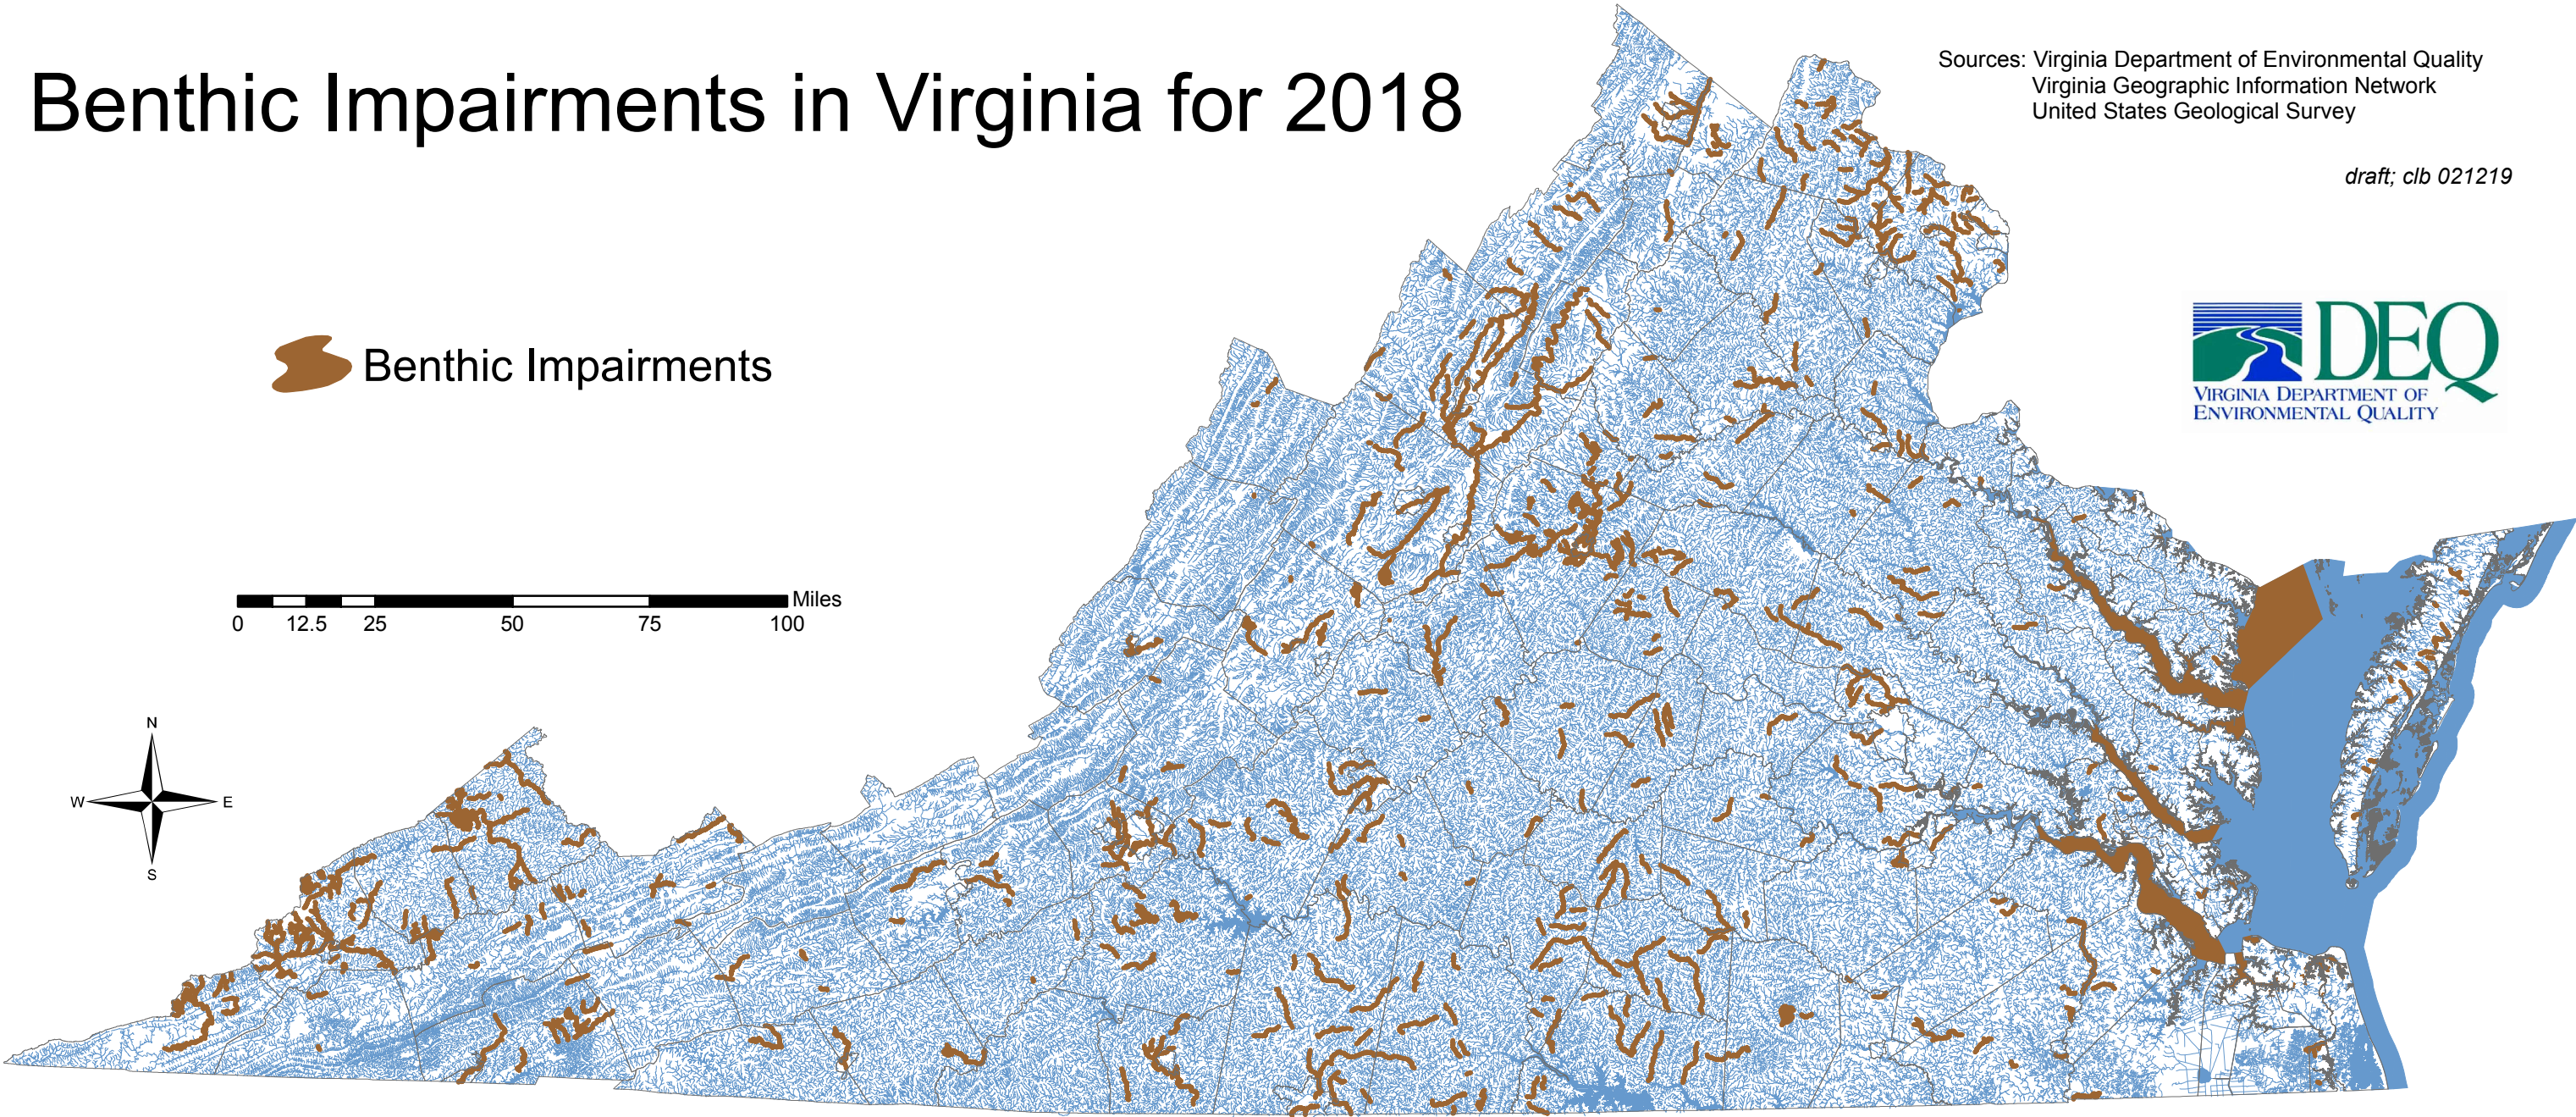 Benthic Impairments in Virginia for 2018
Sources: Virginia Department of Environmental Quality
Virginia Geographic Information Network
United States Geological Survey
draft; clb 021219
DEQ
VIRGINIA DEPARTMENT OF
ENVIRONMENTAL QUALITY
Benthic Impairments
Miles
0 12.5 25 50 75 100
N
W E
S